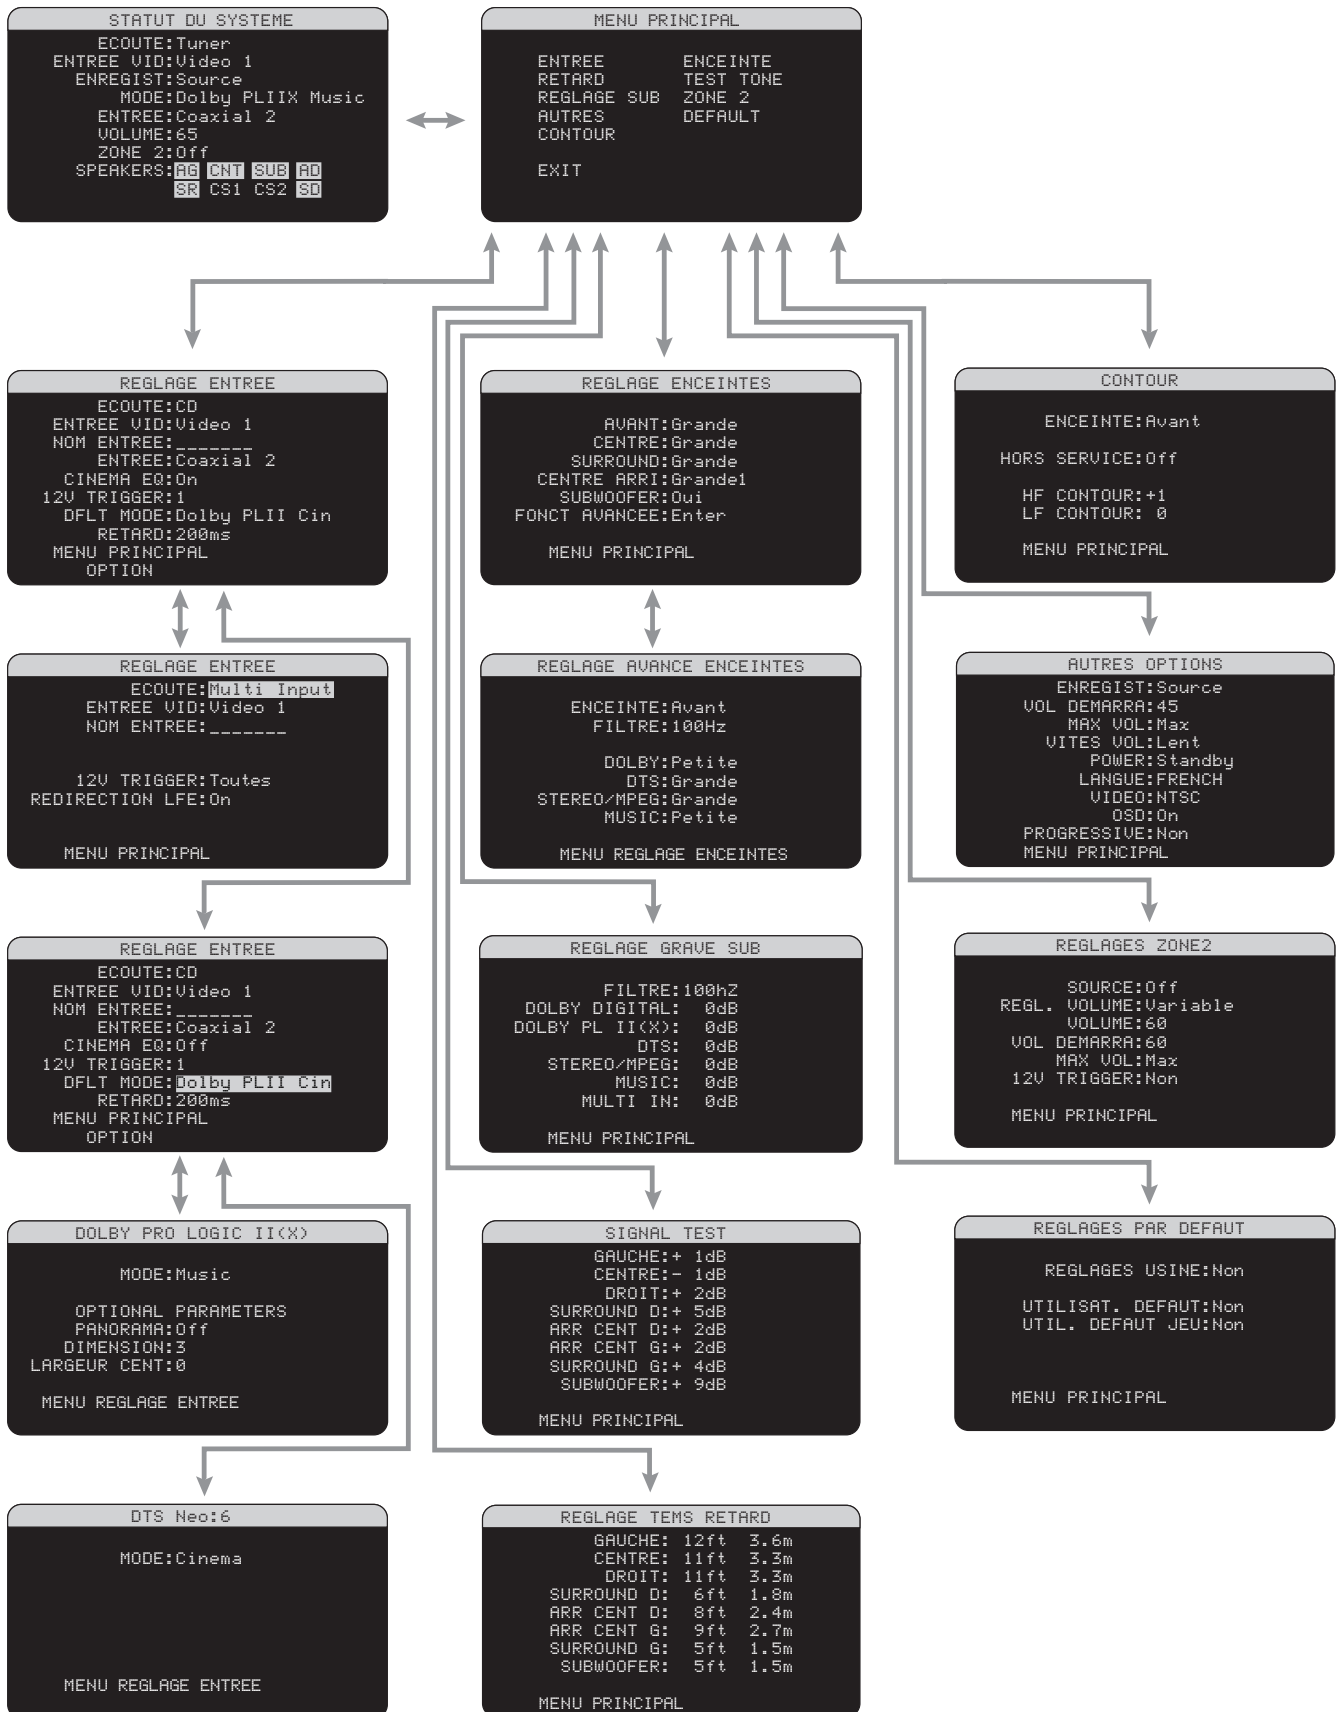 STATUT DU SYSTEME
ECOUTE:Tuner
ENTREE VID:Video 1
ENREGIST:Source
MODE:Dolby PLIIX Music
ENTREE:Coaxial 2
VOLUME:65
ZONE 2:Off
SPEAKERS:AG CNT SUB AD
SR CS1 CS2 SD
MENU PRINCIPAL
ENTREE ENCEINTE
RETARD TEST TONE
REGLAGE SUB ZONE 2
AUTRES DEFAULT
CONTOUR
EXIT
REGLAGE ENTREE
ECOUTE:CD
ENTREE VID:Video 1
NOM ENTREE:_______
ENTREE:Coaxial 2
CINEMA EQ:On
12V TRIGGER:1
DFLT MODE:Dolby PLII Cin
RETARD:200ms
MENU PRINCIPAL
OPTION
REGLAGE ENCEINTES
AVANT:Grande
CENTRE:Grande
SURROUND:Grande
CENTRE ARRI:Grande1
SUBWOOFER:Oui
FONCT AVANCEE:Enter
MENU PRINCIPAL
CONTOUR
ENCEINTE:Avant
HORS SERVICE:Off
HF CONTOUR:+1
LF CONTOUR: 0
MENU PRINCIPAL
REGLAGE ENTREE
ECOUTE:Multi Input
ENTREE VID:Video 1
NOM ENTREE:_______
12V TRIGGER:Toutes
REDIRECTION LFE:On
MENU PRINCIPAL
REGLAGE AVANCE ENCEINTES
ENCEINTE:Avant
FILTRE:100Hz
DOLBY:Petite
DTS:Grande
STEREO/MPEG:Grande
MUSIC:Petite
MENU REGLAGE ENCEINTES
AUTRES OPTIONS
ENREGIST:Source
VOL DEMARRA:45
MAX VOL:Max
VITES VOL:Lent
POWER:Standby
LANGUE:FRENCH
VIDEO:NTSC
OSD:On
PROGRESSIVE:Non
MENU PRINCIPAL
REGLAGE ENTREE
ECOUTE:CD
ENTREE VID:Video 1
NOM ENTREE:_______
ENTREE:Coaxial 2
CINEMA EQ:Off
12V TRIGGER:1
DFLT MODE:Dolby PLII Cin
RETARD:200ms
MENU PRINCIPAL
OPTION
REGLAGE GRAVE SUB
FILTRE:100hZ
DOLBY DIGITAL: 0dB
DOLBY PL II(X): 0dB
DTS: 0dB
STEREO/MPEG: 0dB
MUSIC: 0dB
MULTI IN: 0dB
MENU PRINCIPAL
REGLAGES ZONE2
SOURCE:Off
REGL. VOLUME:Variable
VOLUME:60
VOL DEMARRA:60
MAX VOL:Max
12V TRIGGER:Non
MENU PRINCIPAL
DOLBY PRO LOGIC II(X)
MODE:Music
OPTIONAL PARAMETERS
PANORAMA:Off
DIMENSION:3
LARGEUR CENT:0
MENU REGLAGE ENTREE
SIGNAL TEST
GAUCHE:+ 1dB
CENTRE:- 1dB
DROIT:+ 2dB
SURROUND D:+ 5dB
ARR CENT D:+ 2dB
ARR CENT G:+ 2dB
SURROUND G:+ 4dB
SUBWOOFER:+ 9dB
MENU PRINCIPAL
REGLAGES PAR DEFAUT
REGLAGES USINE:Non
UTILISAT. DEFAUT:Non
UTIL. DEFAUT JEU:Non
MENU PRINCIPAL
DTS Neo:6
MODE:Cinema
MENU REGLAGE ENTREE
REGLAGE TEMS RETARD
GAUCHE: 12ft 3.6m
CENTRE: 11ft 3.3m
DROIT: 11ft 3.3m
SURROUND D: 6ft 1.8m
ARR CENT D: 8ft 2.4m
ARR CENT G: 9ft 2.7m
SURROUND G: 5ft 1.5m
SUBWOOFER: 5ft 1.5m
MENU PRINCIPAL